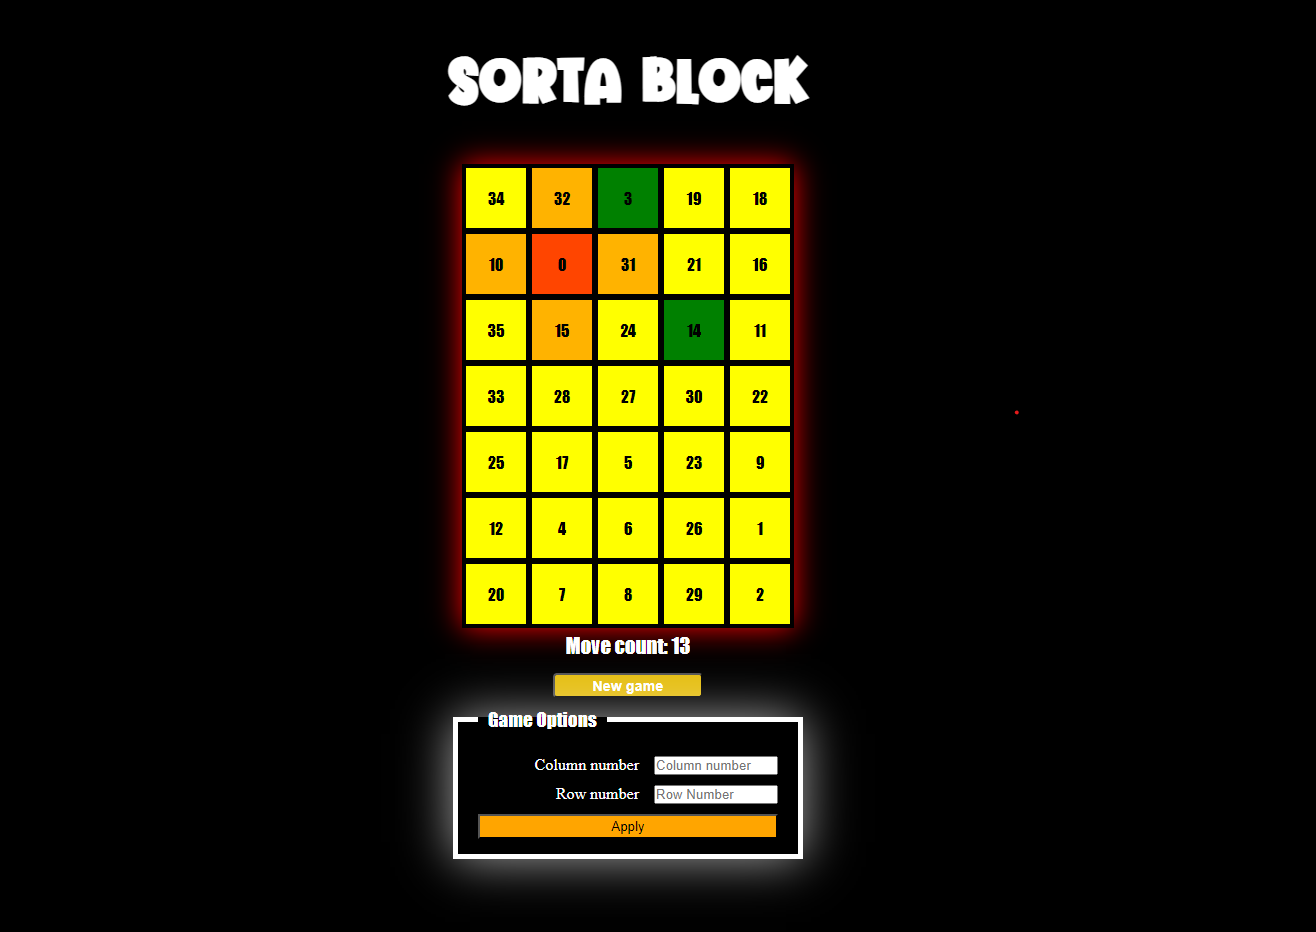 SORTA BLOCK
34 32 3 19 18
10 0 31 21 16
35 15 24 14 11
33 28 27 30 22
25 17 5 23 9
12 4 6 26 1
20 7 8 29 2
Move count: 13
New game
Game Options
Column number Column number
Row number Row Number
Apply